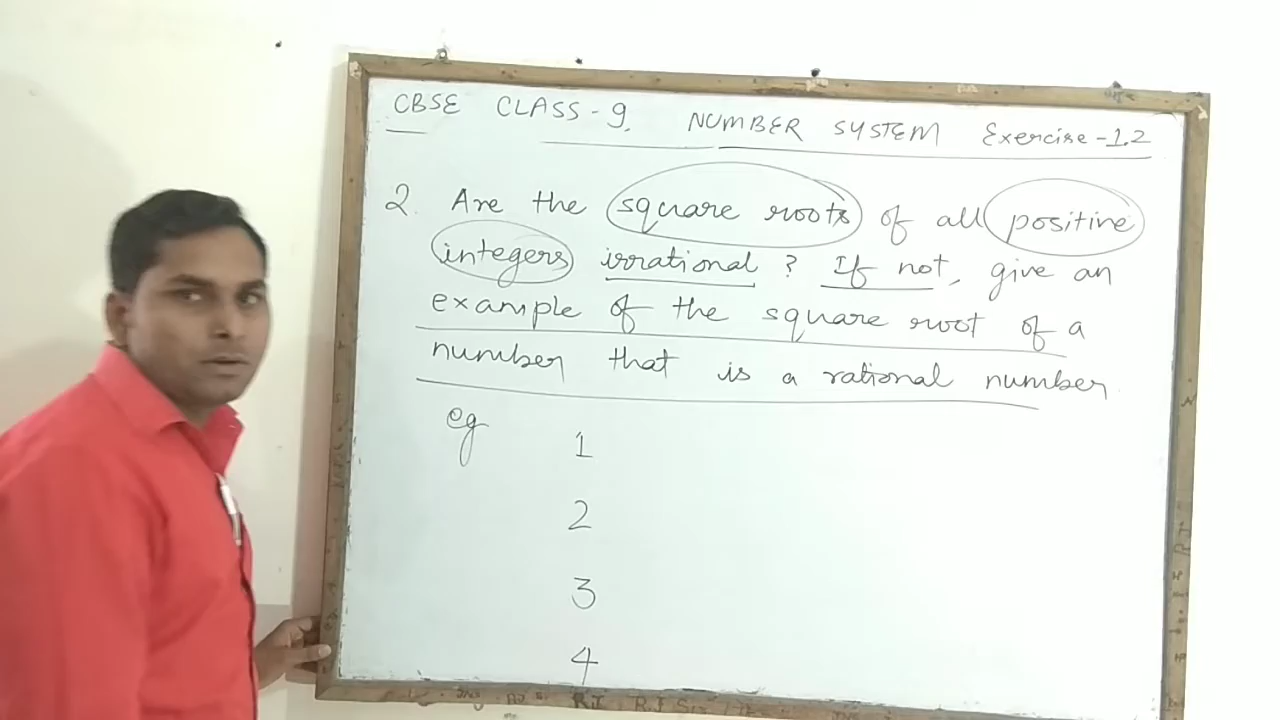 CBSE CLASS-9. NUMBER SYSTEM Exercise-1.2
2. Are the square roots of all positive
integers irrational ? If not, give an
example of the square root of a
number that is a rational number.
eg 1
2
3
4